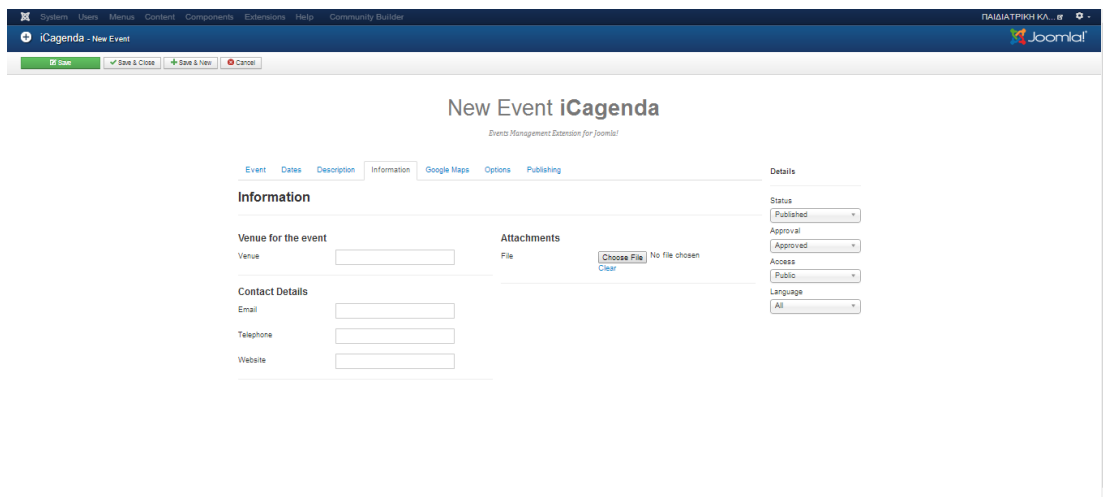 System Users Menus Content Components Extensions Help Community Builder ΠΑΙΔΙΑΤΡΙΚΗ ΚΛ...
iCagenda - New Event Joomla!
Save Save & Close Save & New Cancel
New Event iCagenda
Events Management Extension for Joomla!
Event Dates Description Information Google Maps Options Publishing
Information
Venue for the event
Venue
Contact Details
Email
Telephone
Website
Attachments
File Choose File No file chosen
Clear
Details
Status
Published
Approval
Approved
Access
Public
Language
All